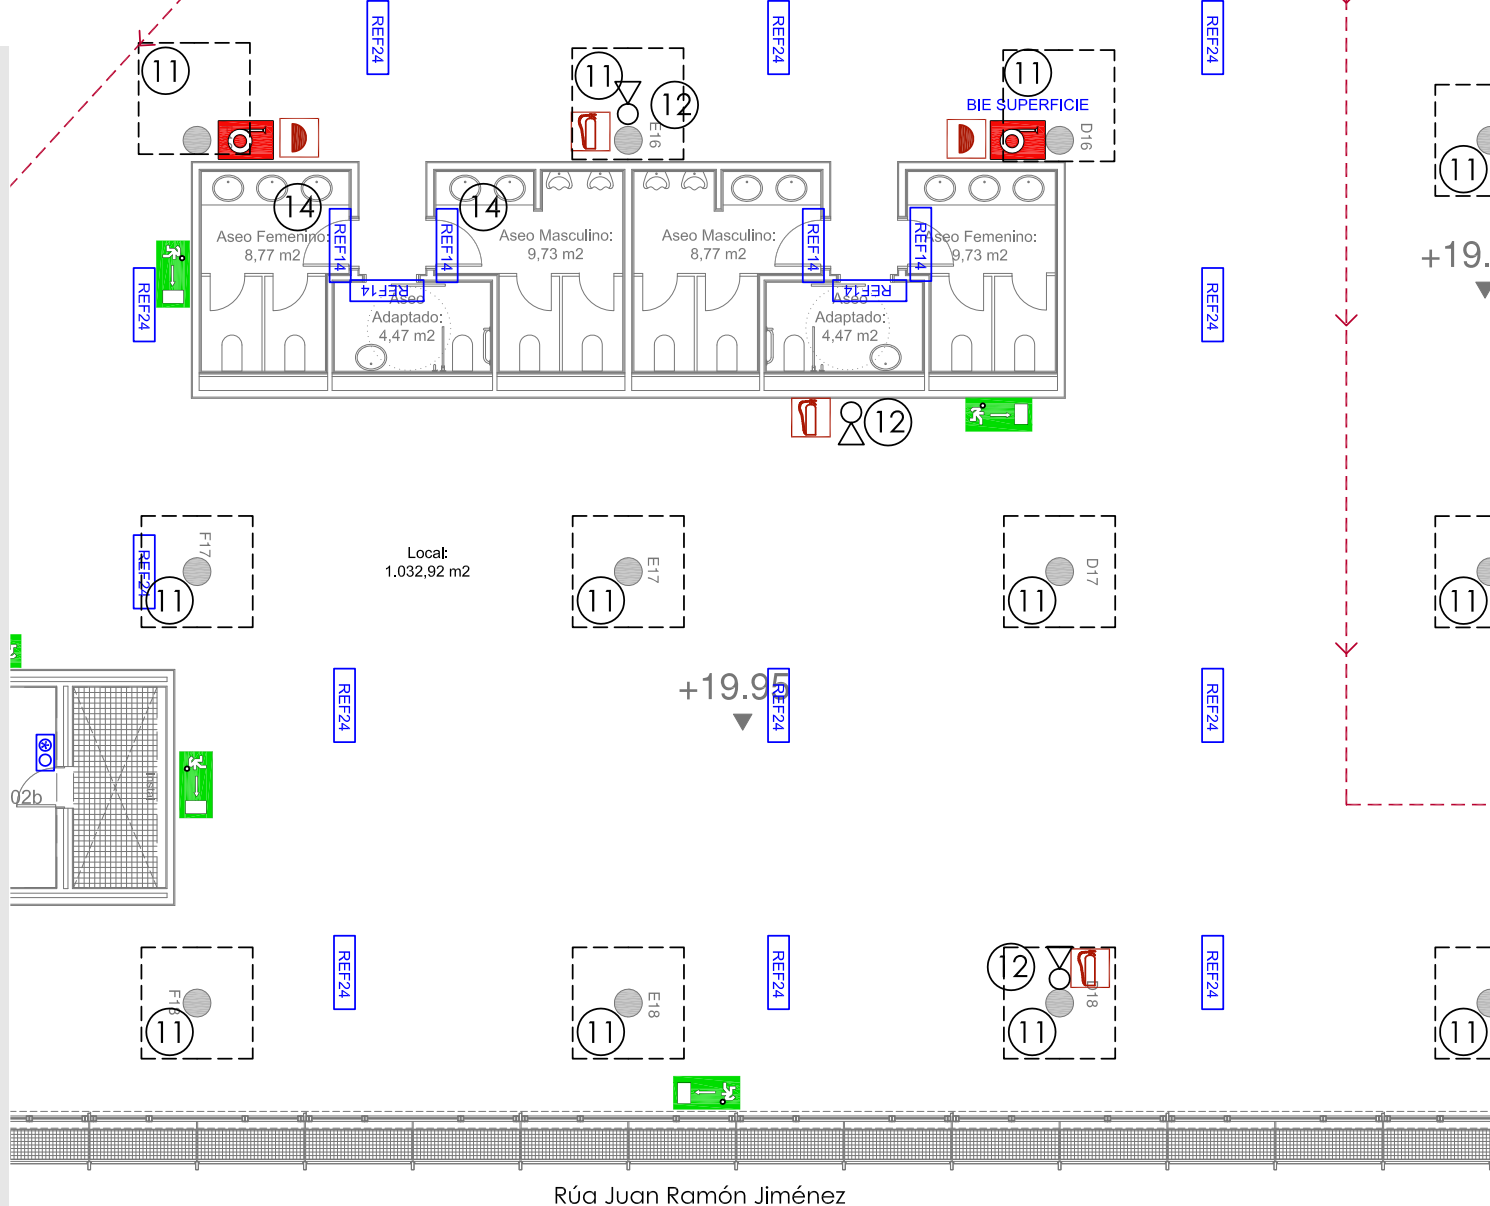 REF24
REF24
REF24
11
11
12
11
BIE SUPERFICIE
E16
D16
11
14
14
Aseo Femenino:
8,77 m2
REF14
REF14
Aseo Masculino:
9,73 m2
Aseo Masculino:
8,77 m2
REF14
REF14
Aseo Femenino:
9,73 m2
+19.
REF24
REF14
Aseo
Adaptado:
4,47 m2
REF14
Aseo
Adaptado:
4,47 m2
REF24
12
F17
REF24
11
Local:
1.032,92 m2
E17
11
D17
11
11
REF24
+19.95
REF24
REF24
02b
Instal
REF24
REF24
12
REF24
F18
11
E18
11
D18
11
11
Rúa Juan Ramón Jiménez